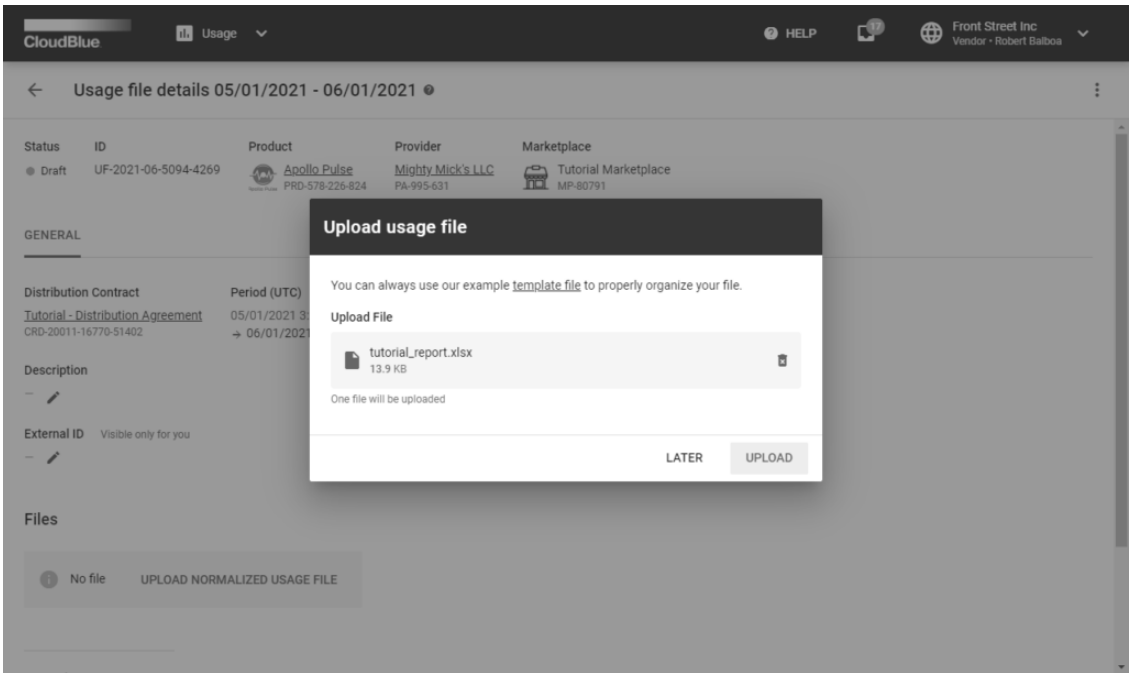 CloudBlue
Usage
HELP
17
Front Street Inc
Vendor • Robert Balboa
Usage file details 05/01/2021 - 06/01/2021
Status
ID
Product
Provider
Marketplace
Draft
UF-2021-06-5094-4269
Apollo Pulse
PRD-578-226-824
Mighty Mick's LLC
PA-995-631
Tutorial Marketplace
MP-80791
GENERAL
Distribution Contract
Tutorial - Distribution Agreement
CRD-20011-16770-51402
Period (UTC)
05/01/2021 3:
→ 06/01/2021
Description
–
External ID Visible only for you
–
Files
No file
UPLOAD NORMALIZED USAGE FILE
Upload usage file
You can always use our example template file to properly organize your file.
Upload File
tutorial_report.xlsx
13.9 KB
One file will be uploaded
LATER
UPLOAD